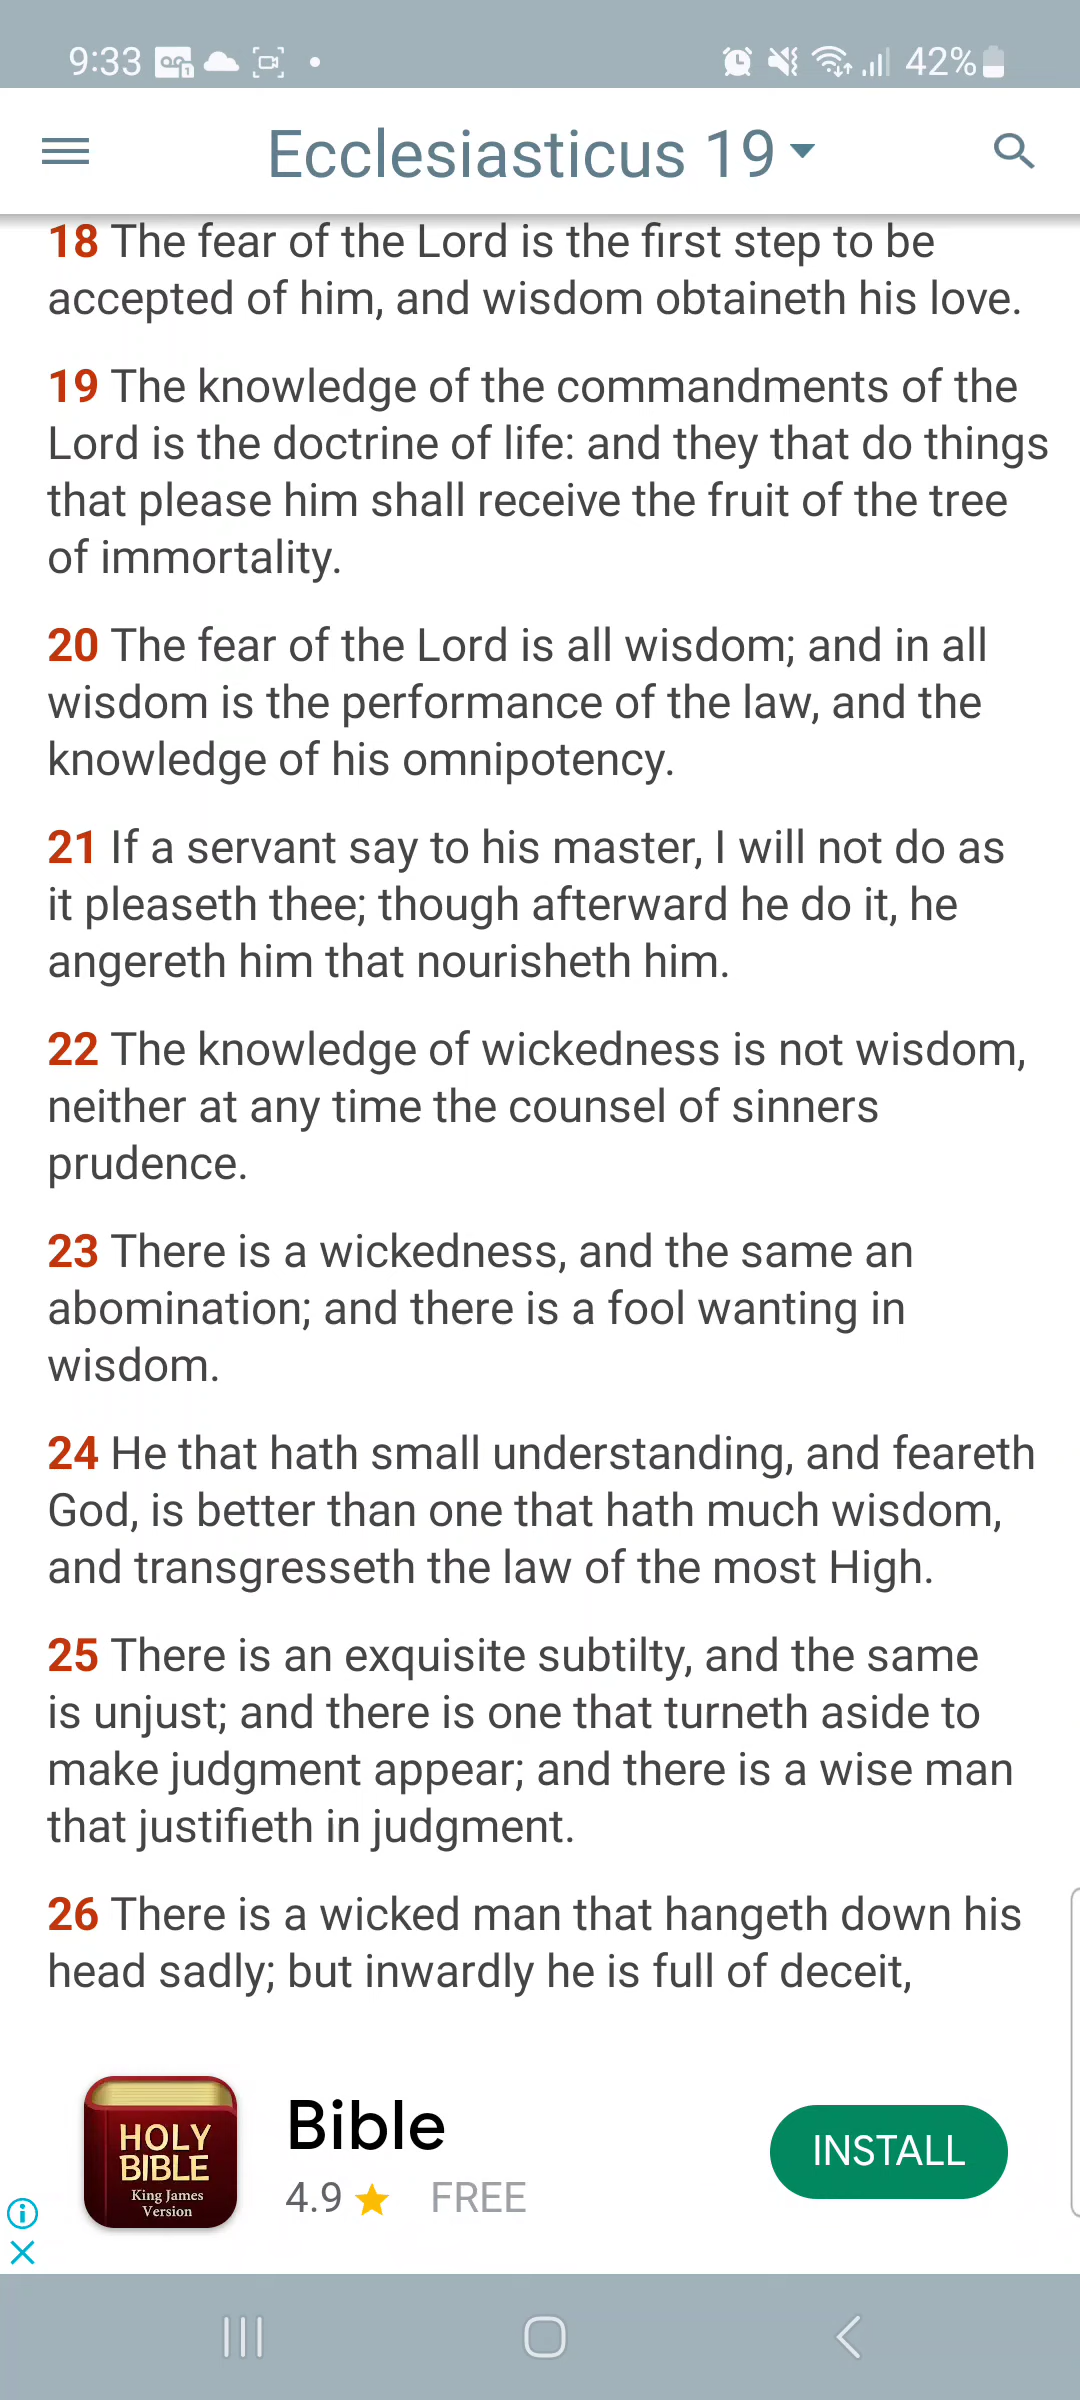 9:33
42%
Ecclesiasticus 19
18 The fear of the Lord is the first step to be
accepted of him, and wisdom obtaineth his love.
19 The knowledge of the commandments of the
Lord is the doctrine of life: and they that do things
that please him shall receive the fruit of the tree
of immortality.
20 The fear of the Lord is all wisdom; and in all
wisdom is the performance of the law, and the
knowledge of his omnipotency.
21 If a servant say to his master, I will not do as
it pleaseth thee; though afterward he do it, he
angereth him that nourisheth him.
22 The knowledge of wickedness is not wisdom,
neither at any time the counsel of sinners
prudence.
23 There is a wickedness, and the same an
abomination; and there is a fool wanting in
wisdom.
24 He that hath small understanding, and feareth
God, is better than one that hath much wisdom,
and transgresseth the law of the most High.
25 There is an exquisite subtilty, and the same
is unjust; and there is one that turneth aside to
make judgment appear; and there is a wise man
that justifieth in judgment.
26 There is a wicked man that hangeth down his
head sadly; but inwardly he is full of deceit,
HOLY
BIBLE
King James
Version
Bible
4.9 FREE
INSTALL